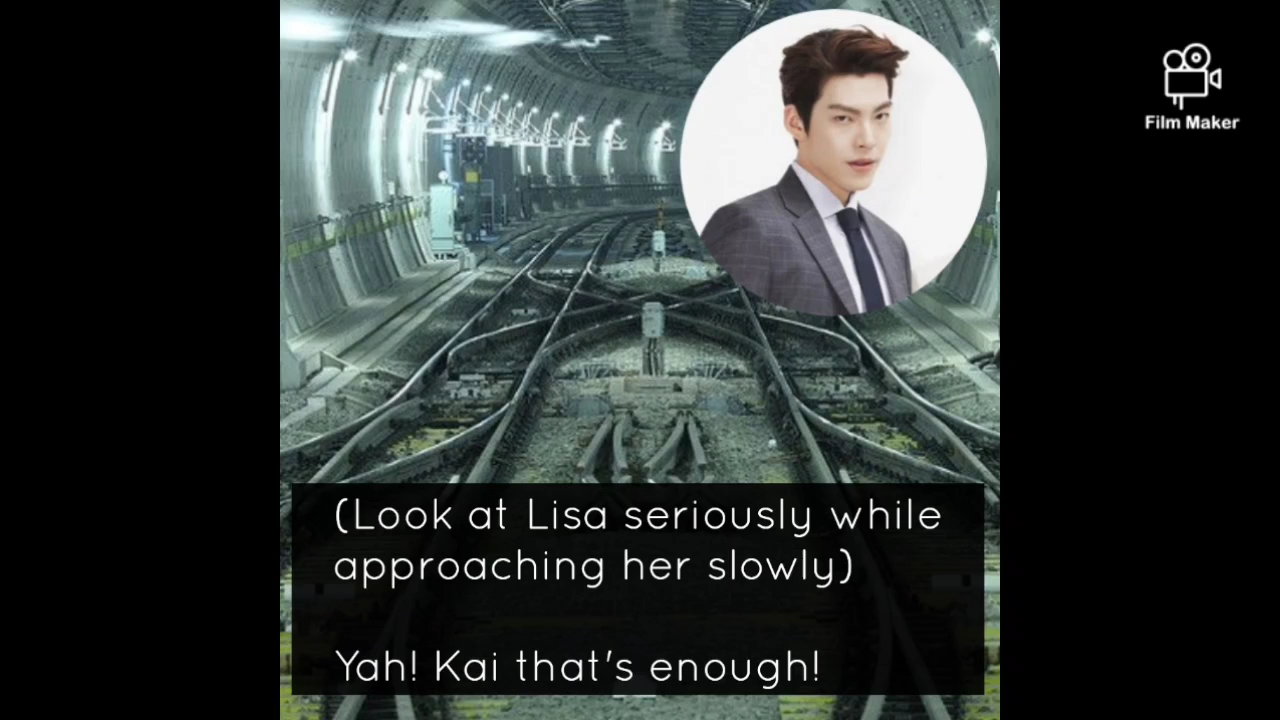 Film Maker
(Look at Lisa seriously while
approaching her slowly)
Yah! Kai that's enough!